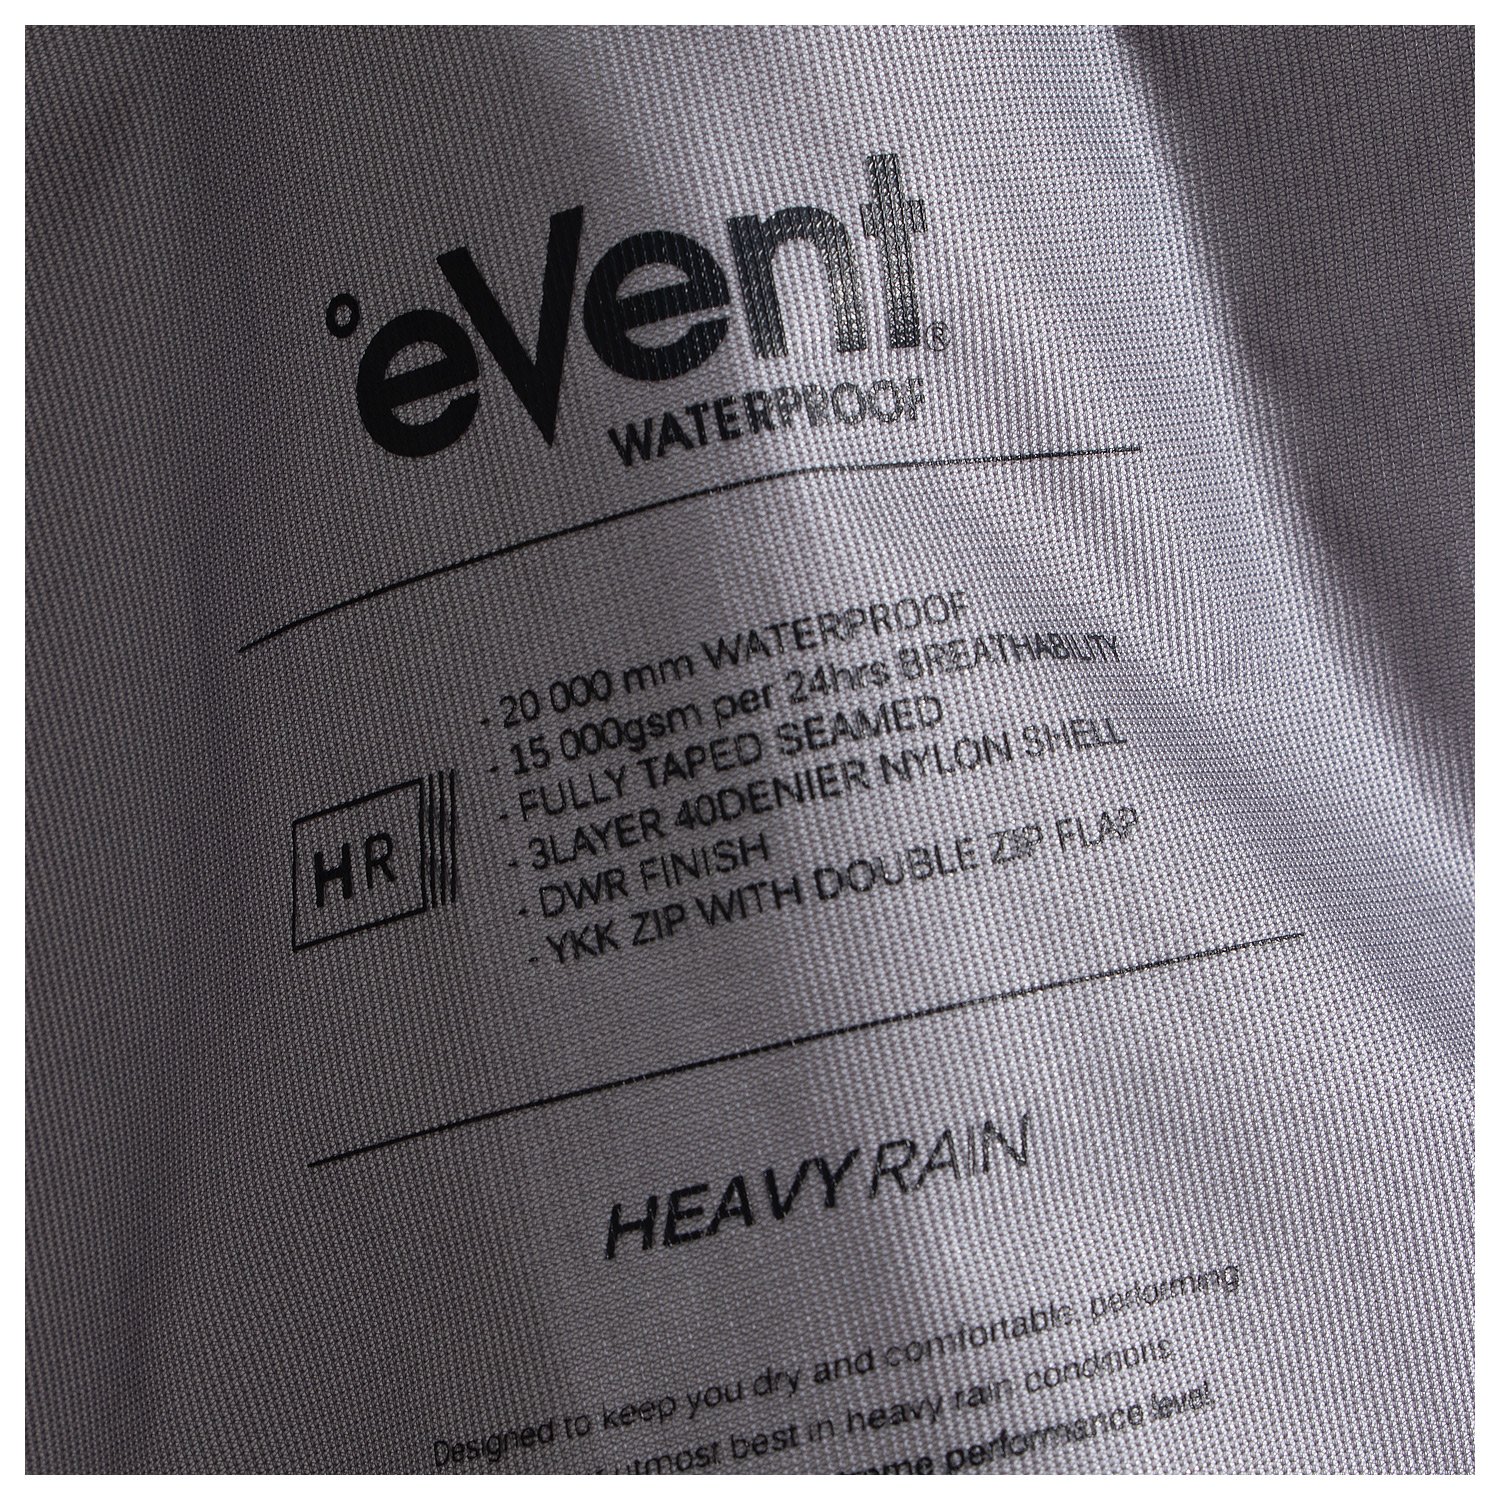 °eVent®
WATERPROOF
- 20 000 mm WATERPROOF
- 15 000gsm per 24hrs BREATHABILITY
- FULLY TAPED SEAMED
- 3LAYER 40DENIER NYLON SHELL
- DWR FINISH
- YKK ZIP WITH DOUBLE ZIP FLAP
HR
HEAVY RAIN
Designed to keep you dry and comfortable, performing
utmost best in heavy rain conditions
performance level